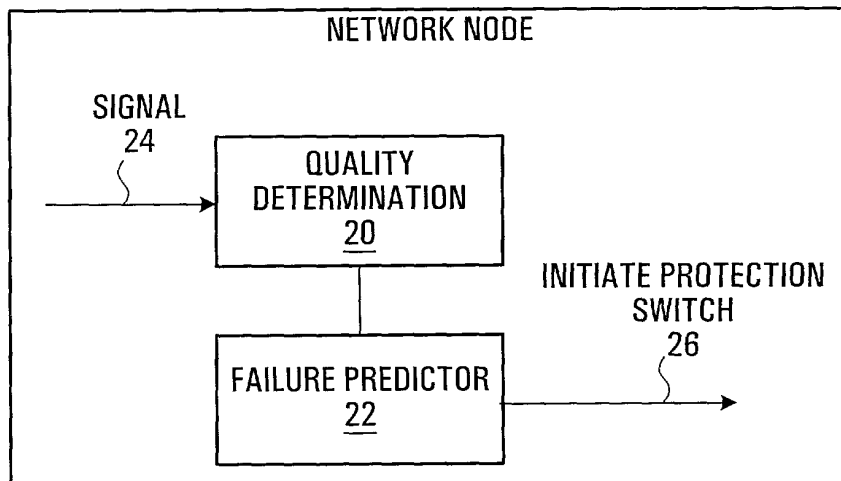 NETWORK NODE
SIGNAL
24
QUALITY
DETERMINATION
20
INITIATE PROTECTION
SWITCH
26
FAILURE PREDICTOR
22